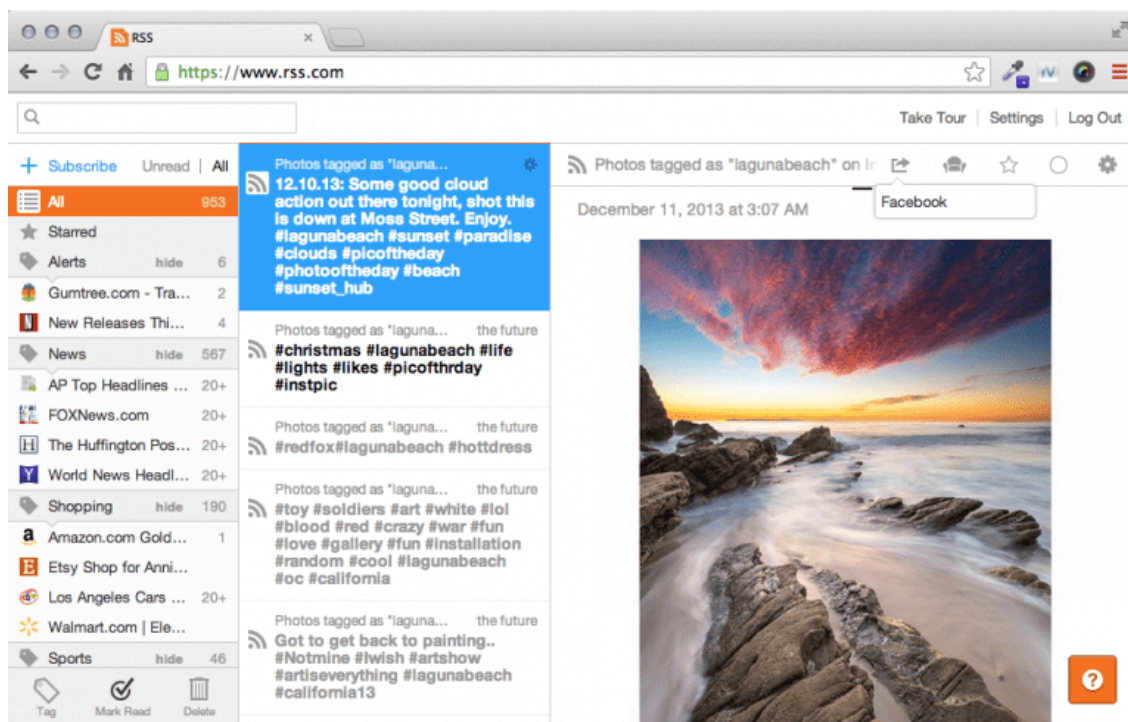 RSS
https://www.rss.com
Take Tour | Settings | Log Out
Subscribe Unread | All
All 953
Starred
Alerts hide 6
Gumtree.com - Tra... 2
New Releases Thi... 4
News hide 567
AP Top Headlines ... 20+
FOXNews.com 20+
The Huffington Pos... 20+
World News Headl... 20+
Shopping hide 190
Amazon.com Gold... 1
Etsy Shop for Anni...
Los Angeles Cars ... 20+
Walmart.com | Ele...
Sports hide 46
Tag Mark Read Delete
Photos tagged as "laguna...
12.10.13: Some good cloud
action out there tonight, shot this
is down at Moss Street. Enjoy.
#lagunabeach #sunset #paradise
#clouds #picoftheday
#photooftheday #beach
#sunset_hub
Photos tagged as "laguna... the future
#christmas #lagunabeach #life
#lights #likes #picofthrday
#instpic
Photos tagged as "laguna... the future
#redfox#lagunabeach #hottdress
Photos tagged as "laguna... the future
#toy #soldiers #art #white #lol
#blood #red #crazy #war #fun
#love #gallery #fun #installation
#random #cool #lagunabeach
#oc #california
Photos tagged as "laguna... the future
Got to get back to painting..
#Notmine #Iwish #artshow
#artiseverything #lagunabeach
#california13
Photos tagged as "lagunabeach" on In
Facebook
December 11, 2013 at 3:07 AM
?